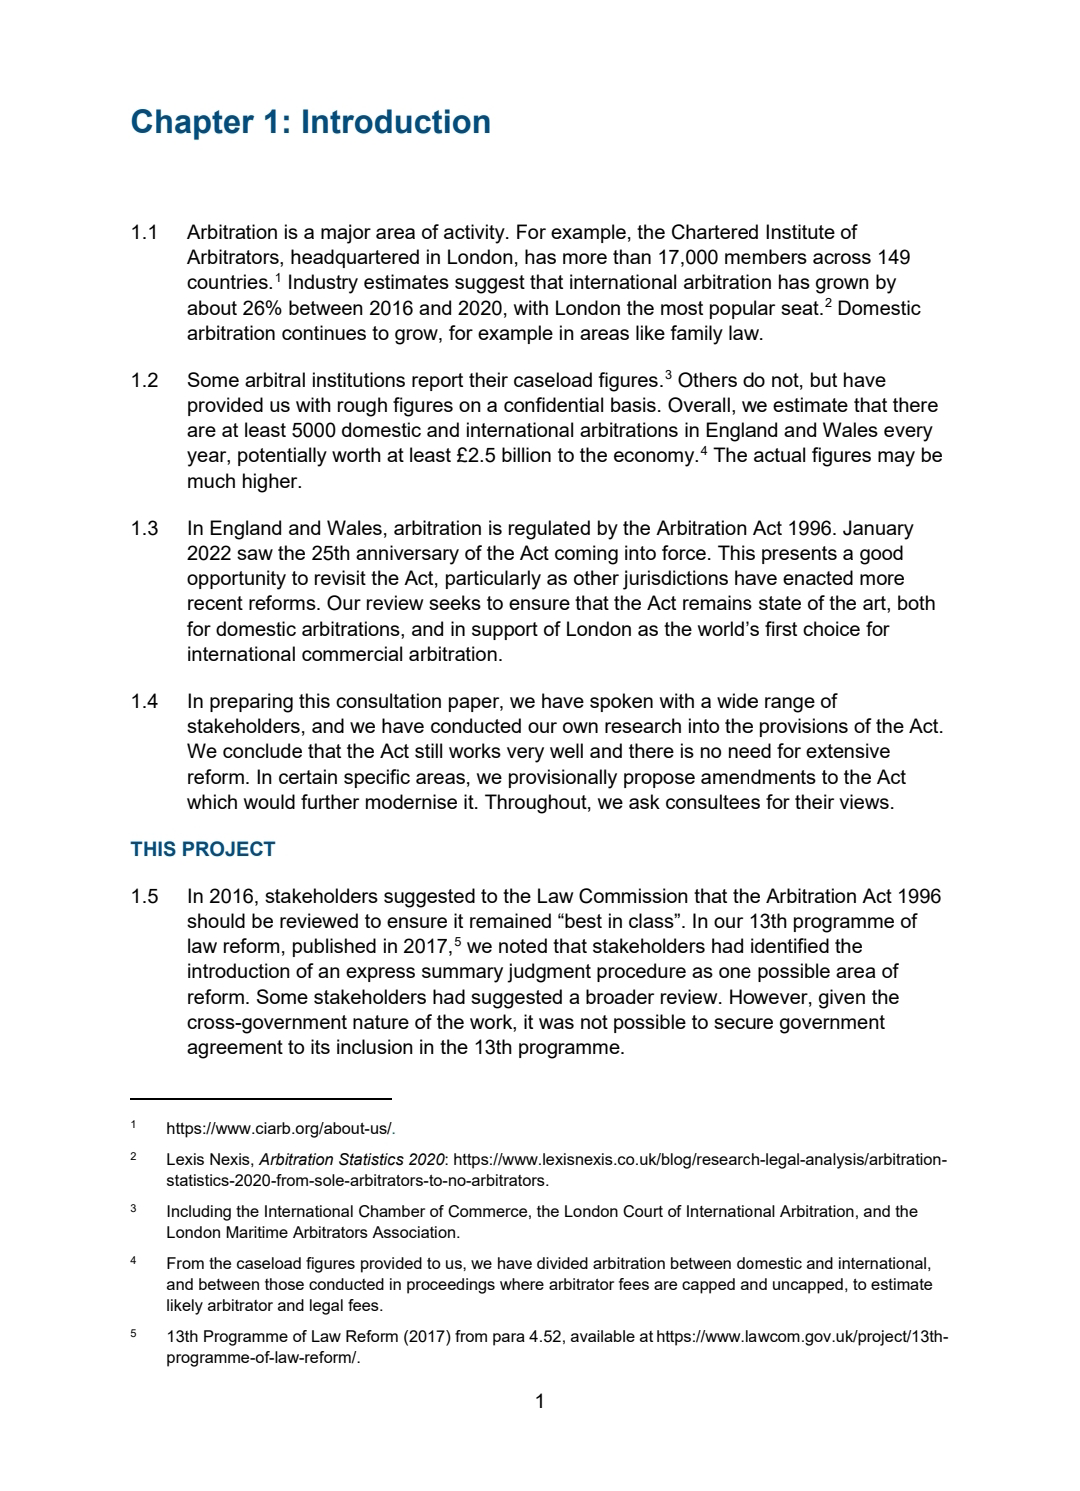 Chapter 1: Introduction
1.1 Arbitration is a major area of activity. For example, the Chartered Institute of
Arbitrators, headquartered in London, has more than 17,000 members across 149
countries.1 Industry estimates suggest that international arbitration has grown by
about 26% between 2016 and 2020, with London the most popular seat.2 Domestic
arbitration continues to grow, for example in areas like family law.
1.2 Some arbitral institutions report their caseload figures.3 Others do not, but have
provided us with rough figures on a confidential basis. Overall, we estimate that there
are at least 5000 domestic and international arbitrations in England and Wales every
year, potentially worth at least £2.5 billion to the economy.4 The actual figures may be
much higher.
1.3 In England and Wales, arbitration is regulated by the Arbitration Act 1996. January
2022 saw the 25th anniversary of the Act coming into force. This presents a good
opportunity to revisit the Act, particularly as other jurisdictions have enacted more
recent reforms. Our review seeks to ensure that the Act remains state of the art, both
for domestic arbitrations, and in support of London as the world’s first choice for
international commercial arbitration.
1.4 In preparing this consultation paper, we have spoken with a wide range of
stakeholders, and we have conducted our own research into the provisions of the Act.
We conclude that the Act still works very well and there is no need for extensive
reform. In certain specific areas, we provisionally propose amendments to the Act
which would further modernise it. Throughout, we ask consultees for their views.
THIS PROJECT
1.5 In 2016, stakeholders suggested to the Law Commission that the Arbitration Act 1996
should be reviewed to ensure it remained “best in class”. In our 13th programme of
law reform, published in 2017,5 we noted that stakeholders had identified the
introduction of an express summary judgment procedure as one possible area of
reform. Some stakeholders had suggested a broader review. However, given the
cross-government nature of the work, it was not possible to secure government
agreement to its inclusion in the 13th programme.
1 https://www.ciarb.org/about-us/.
2 Lexis Nexis, Arbitration Statistics 2020: https://www.lexisnexis.co.uk/blog/research-legal-analysis/arbitration-
statistics-2020-from-sole-arbitrators-to-no-arbitrators.
3 Including the International Chamber of Commerce, the London Court of International Arbitration, and the
London Maritime Arbitrators Association.
4 From the caseload figures provided to us, we have divided arbitration between domestic and international,
and between those conducted in proceedings where arbitrator fees are capped and uncapped, to estimate
likely arbitrator and legal fees.
5 13th Programme of Law Reform (2017) from para 4.52, available at https://www.lawcom.gov.uk/project/13th-
programme-of-law-reform/.
1